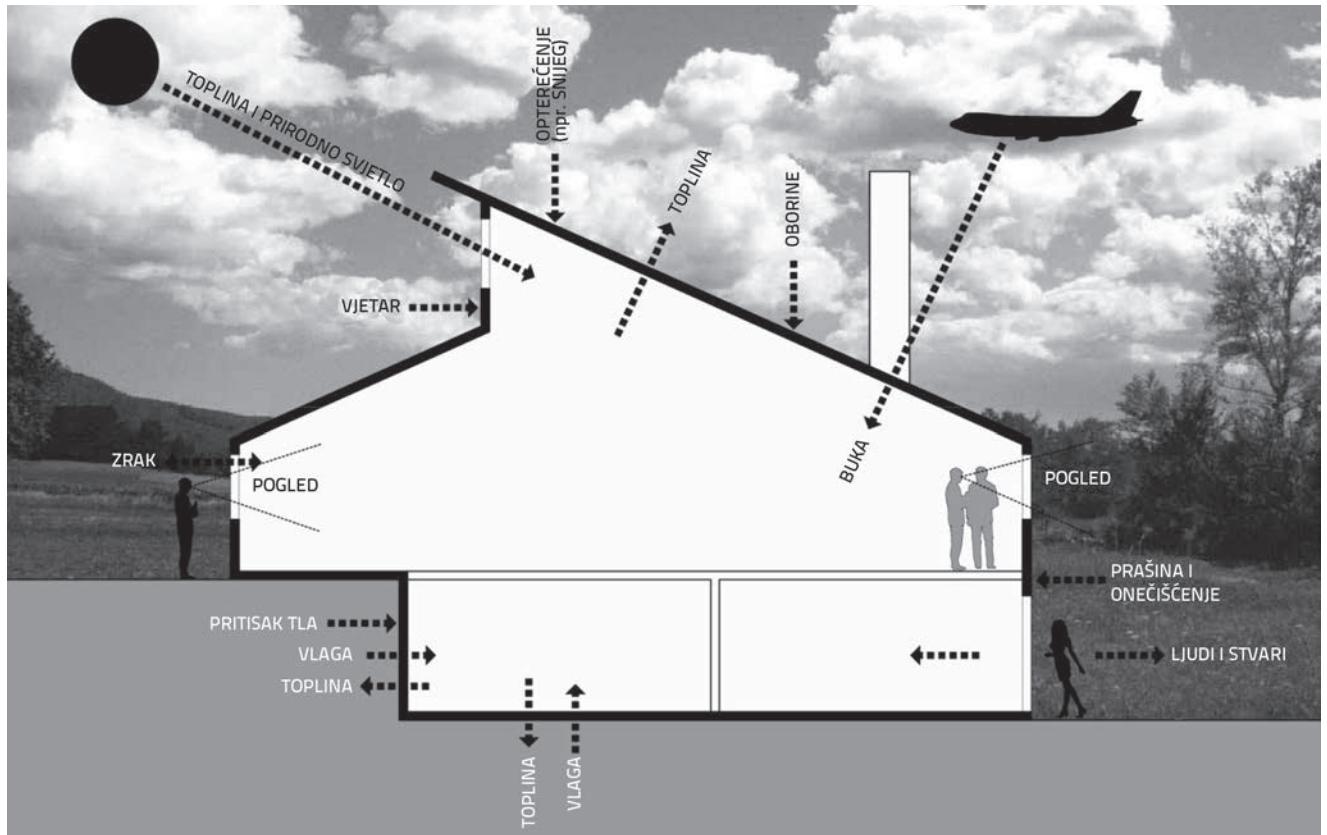 TOPLINA I PRIRODNO SVJETLO
OPTEREĆENJE
(npr. SNIJEG)
TOPLINA
OBORINE
VJETAR
BUKA
ZRAK
POGLED
POGLED
PRAŠINA I
ONEČIŠĆENJE
PRITISAK TLA
VLAGA
TOPLINA
LJUDI I STVARI
TOPLINA
VLAGA